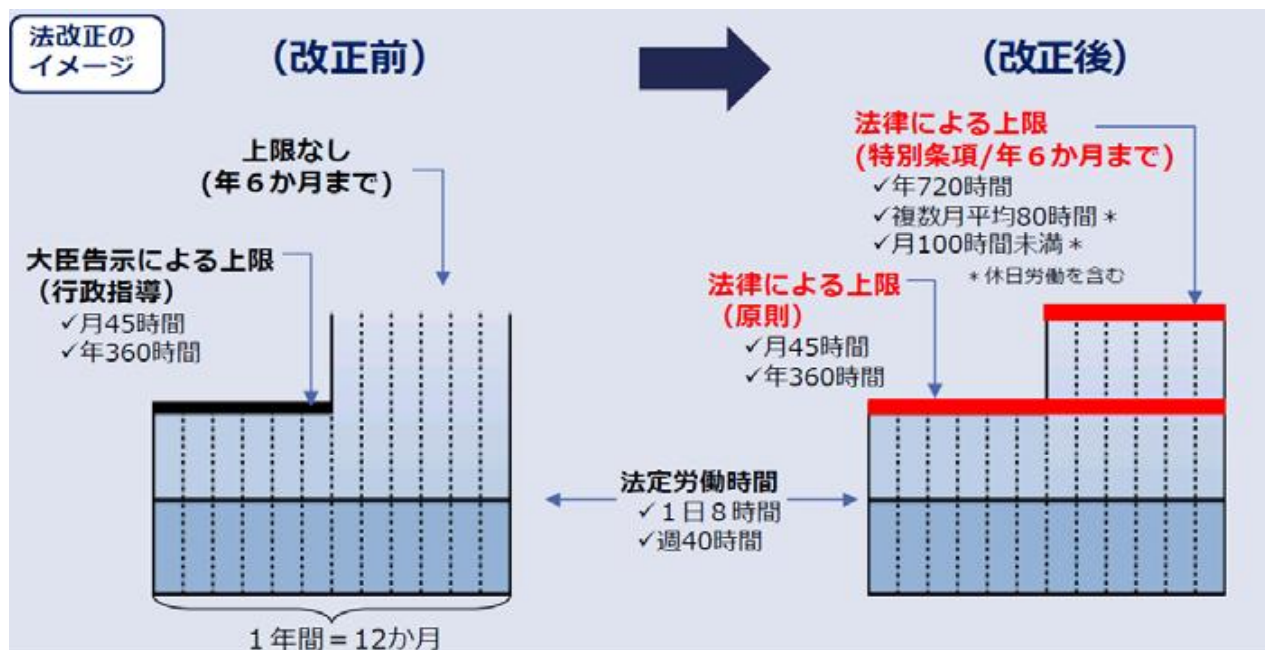 法改正の
イメージ
（改正前）
（改正後）
上限なし
(年６か月まで)
大臣告示による上限
（行政指導）
✓月45時間
✓年360時間
法律による上限
(特別条項/年６か月まで)
✓年720時間
✓複数月平均80時間＊
✓月100時間未満＊
＊休日労働を含む
法律による上限
（原則）
✓月45時間
✓年360時間
法定労働時間
✓１日８時間
✓週40時間
１年間＝12か月